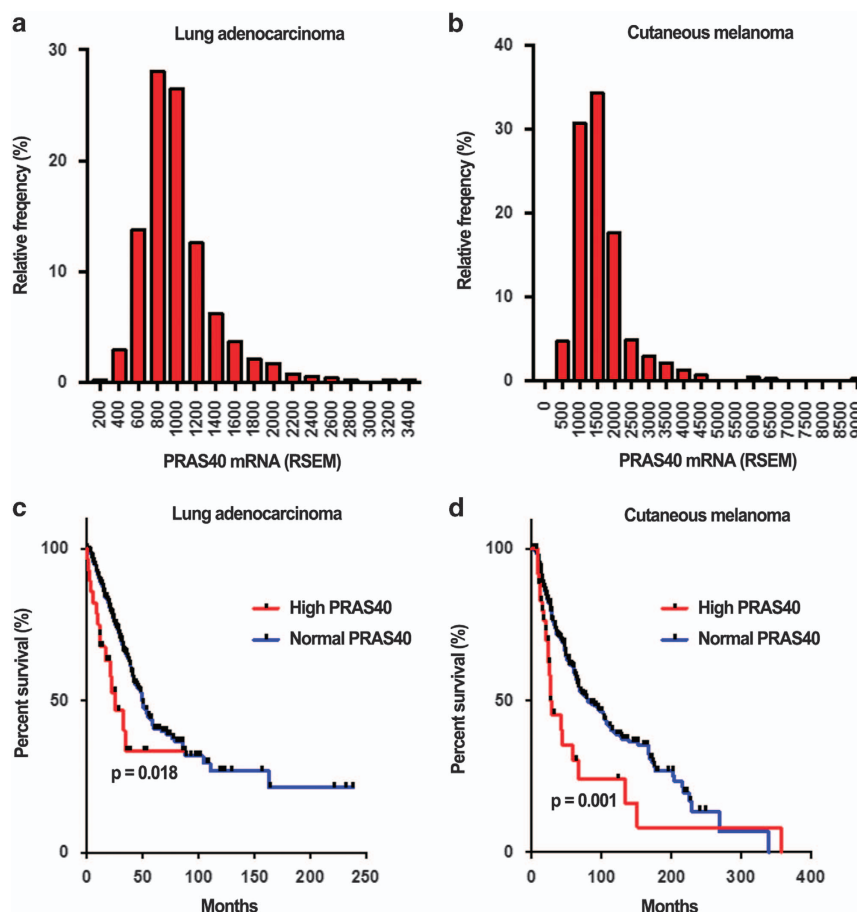 a
Lung adenocarcinoma
Relative freqency (%)
30
20
10
0
200
400
600
800
1000
1200
1400
1600
1800
2000
2200
2400
2600
2800
3000
3200
3400
PRAS40 mRNA (RSEM)
b
Cutaneous melanoma
Relative freqency (%)
40
30
20
10
0
0
500
1000
1500
2000
2500
3000
3500
4000
4500
5000
5500
6000
6500
7000
7500
8000
8500
9000
PRAS40 mRNA (RSEM)
c
Lung adenocarcinoma
Percent survival (%)
100
50
0
High PRAS40
Normal PRAS40
p = 0.018
0 50 100 150 200 250
Months
d
Cutaneous melanoma
Percent survival (%)
100
50
0
High PRAS40
Normal PRAS40
p = 0.001
0 100 200 300 400
Months